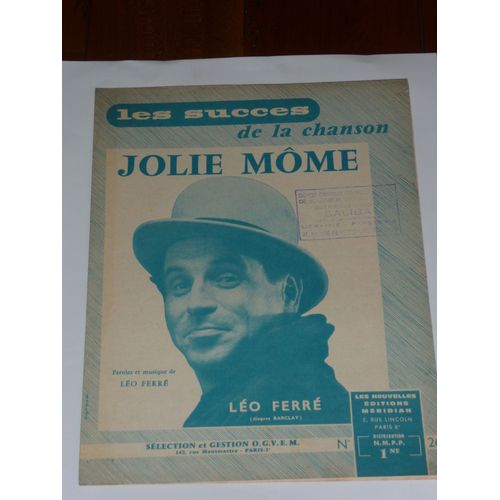 les succes
de la chanson
JOLIE MÔME
Paroles et musique de
LÉO FERRÉ
LÉO FERRÉ
(disques BARCLAY)
LES NOUVELLES
ÉDITIONS
MÉRIDIAN
5, RUE LINCOLN
PARIS 8e
DISTRIBUTION
N.M.P.P.
1 NF
SÉLECTION et GESTION O.G.V.E.M.
142, rue Montmartre - PARIS-2e
N°